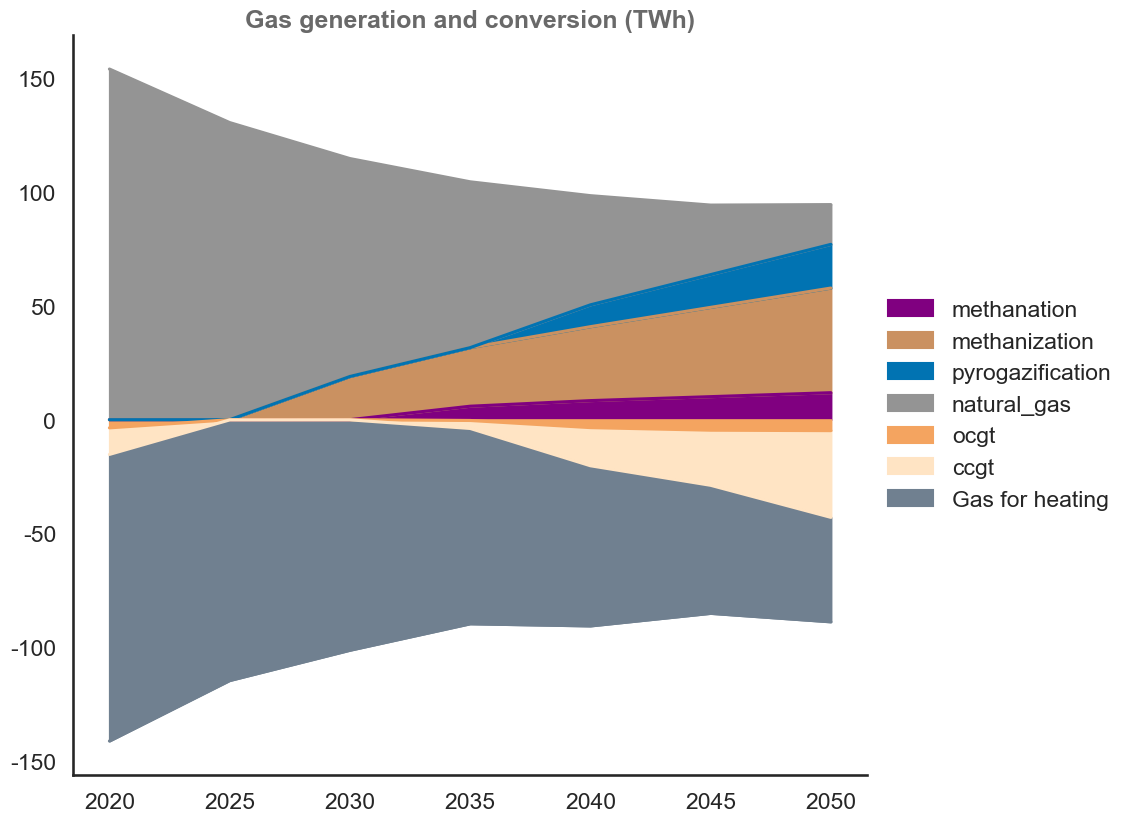 Gas generation and conversion (TWh)
150
100
50
0
-50
-100
-150
2020 2025 2030 2035 2040 2045 2050
methanation
methanization
pyrogazification
natural_gas
ocgt
ccgt
Gas for heating